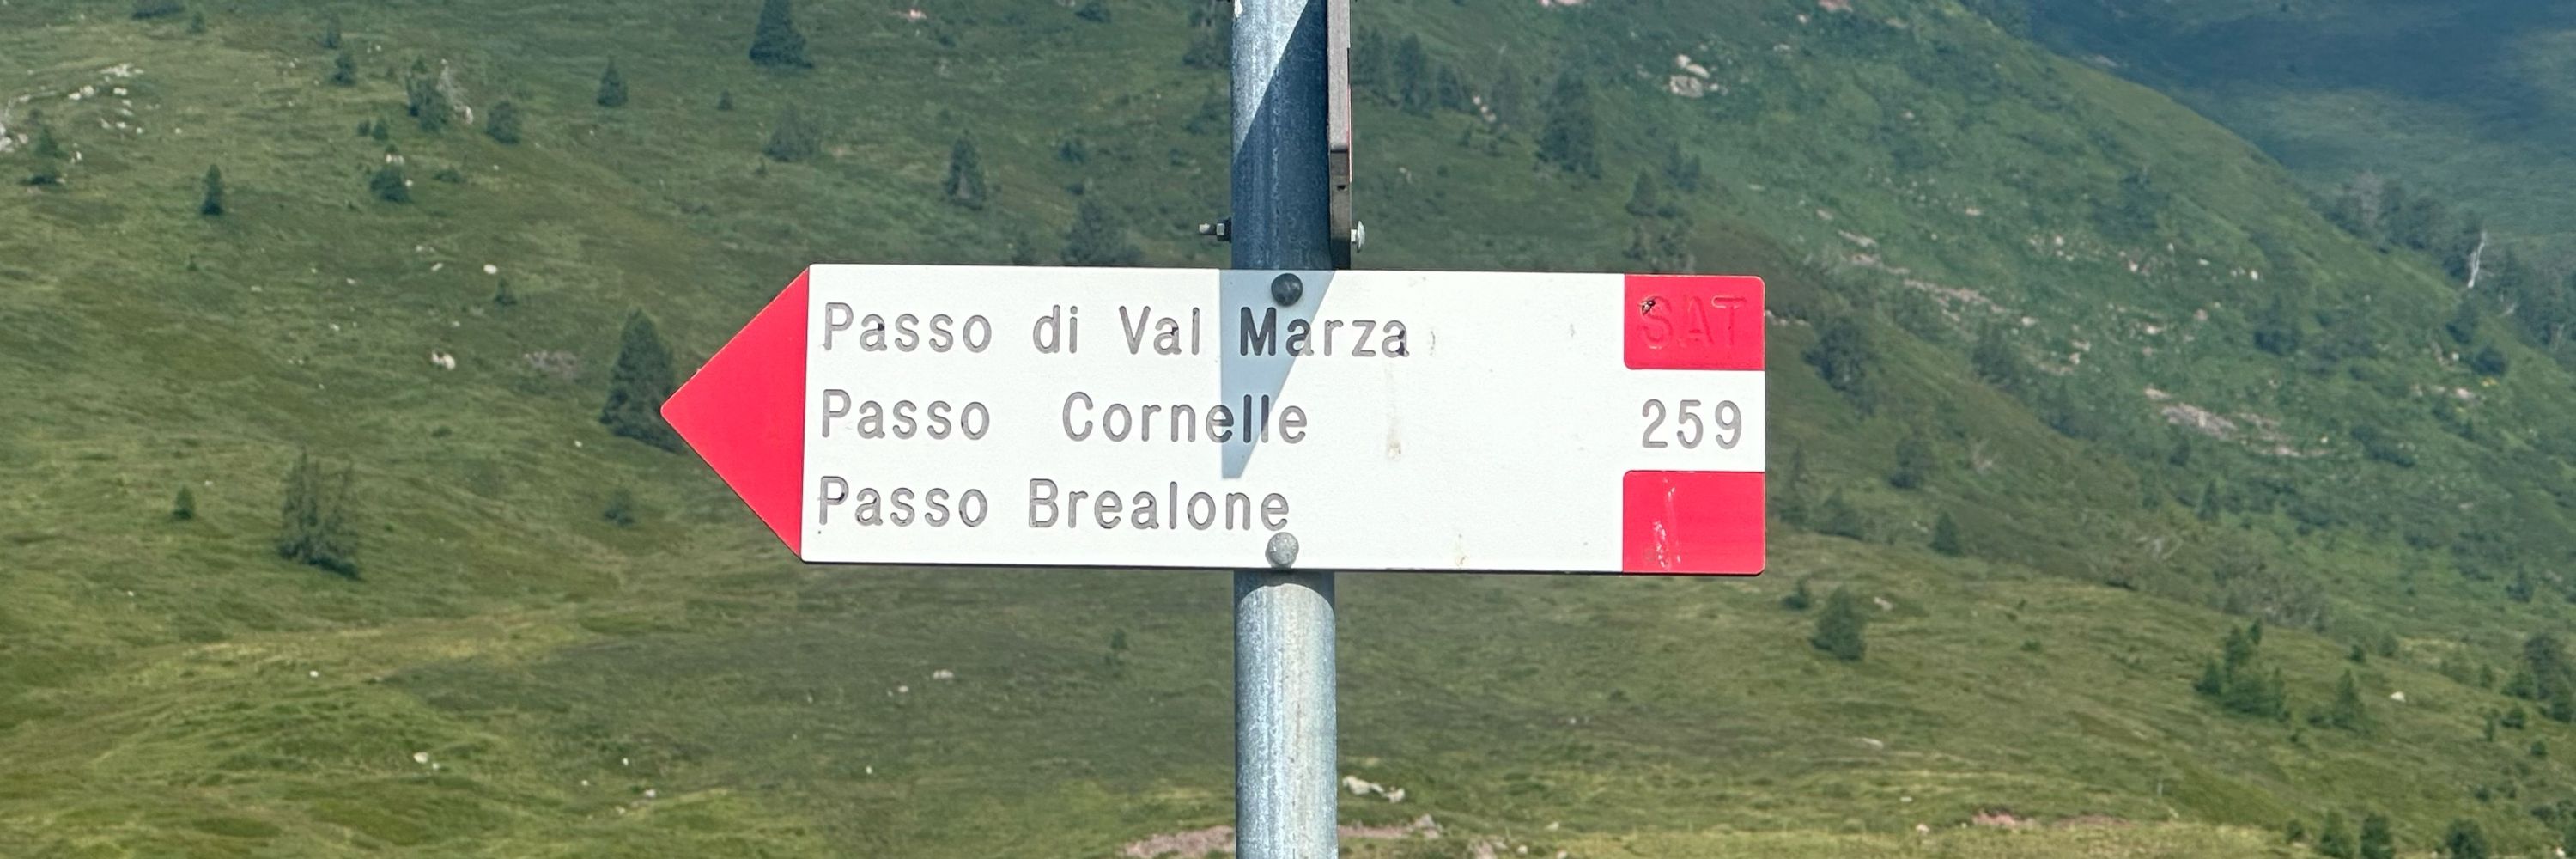 Passo di Val Marza
Passo Cornelle
Passo Brealone
SAT
259